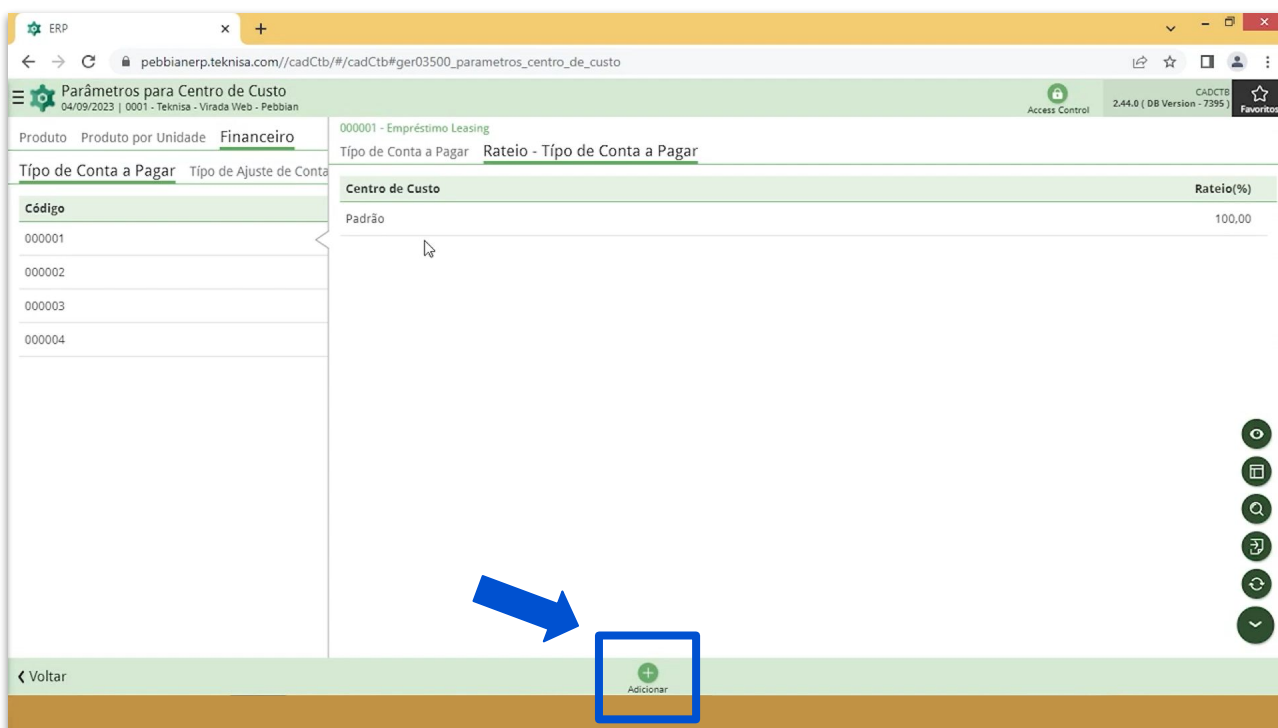 ERP
pebbianerp.teknisa.com//cadCtb/#/cadCtb#ger03500_parametros_centro_de_custo
Parâmetros para Centro de Custo
04/09/2023 | 0001 - Teknisa - Virada Web - Pebbian
Access Control
CADCTB
2.44.0 ( DB Version - 7395 )
Favoritos
Produto Produto por Unidade Financeiro
Típo de Conta a Pagar Típo de Ajuste de Conta
Código
000001
000002
000003
000004
000001 - Empréstimo Leasing
Típo de Conta a Pagar Rateio - Típo de Conta a Pagar
Centro de Custo Rateio(%)
Padrão 100,00
Voltar
Adicionar